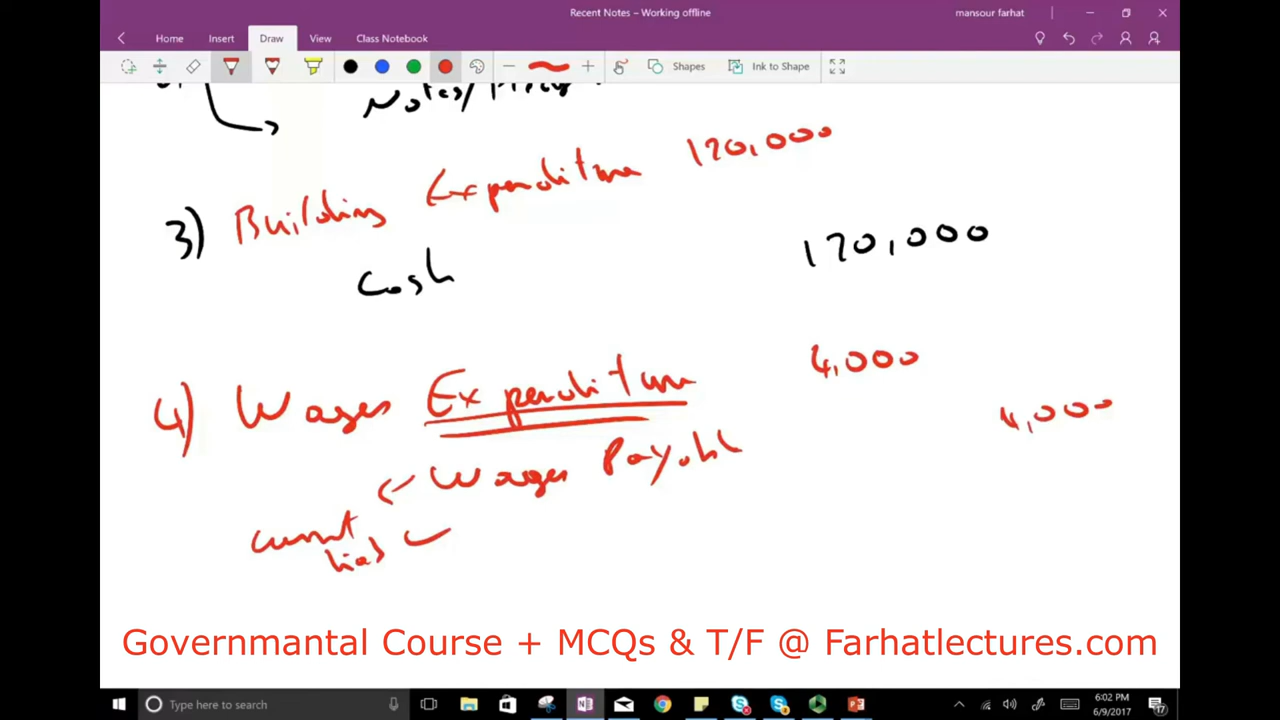 Recent Notes – Working offline
mansour farhat
Home Insert Draw View Class Notebook
Shapes Ink to Shape
Notes/
3) Building Expenditure 120,000
Cash 120,000
4) Wages Expenditure 4,000
Wages Payable 4,000
current
liab
Governmantal Course + MCQs & T/F @ Farhatlectures.com
Type here to search
6:02 PM
6/9/2017
17